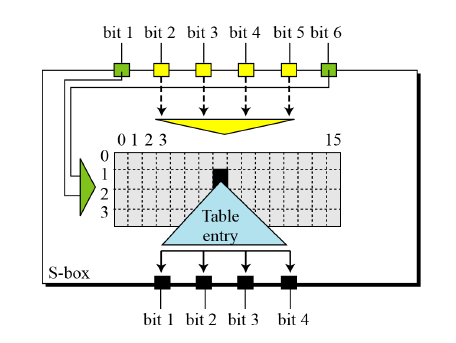 bit 1 bit 2 bit 3 bit 4 bit 5 bit 6
0 1 2 3 15
0
1
2
3
Table
entry
S-box
bit 1 bit 2 bit 3 bit 4